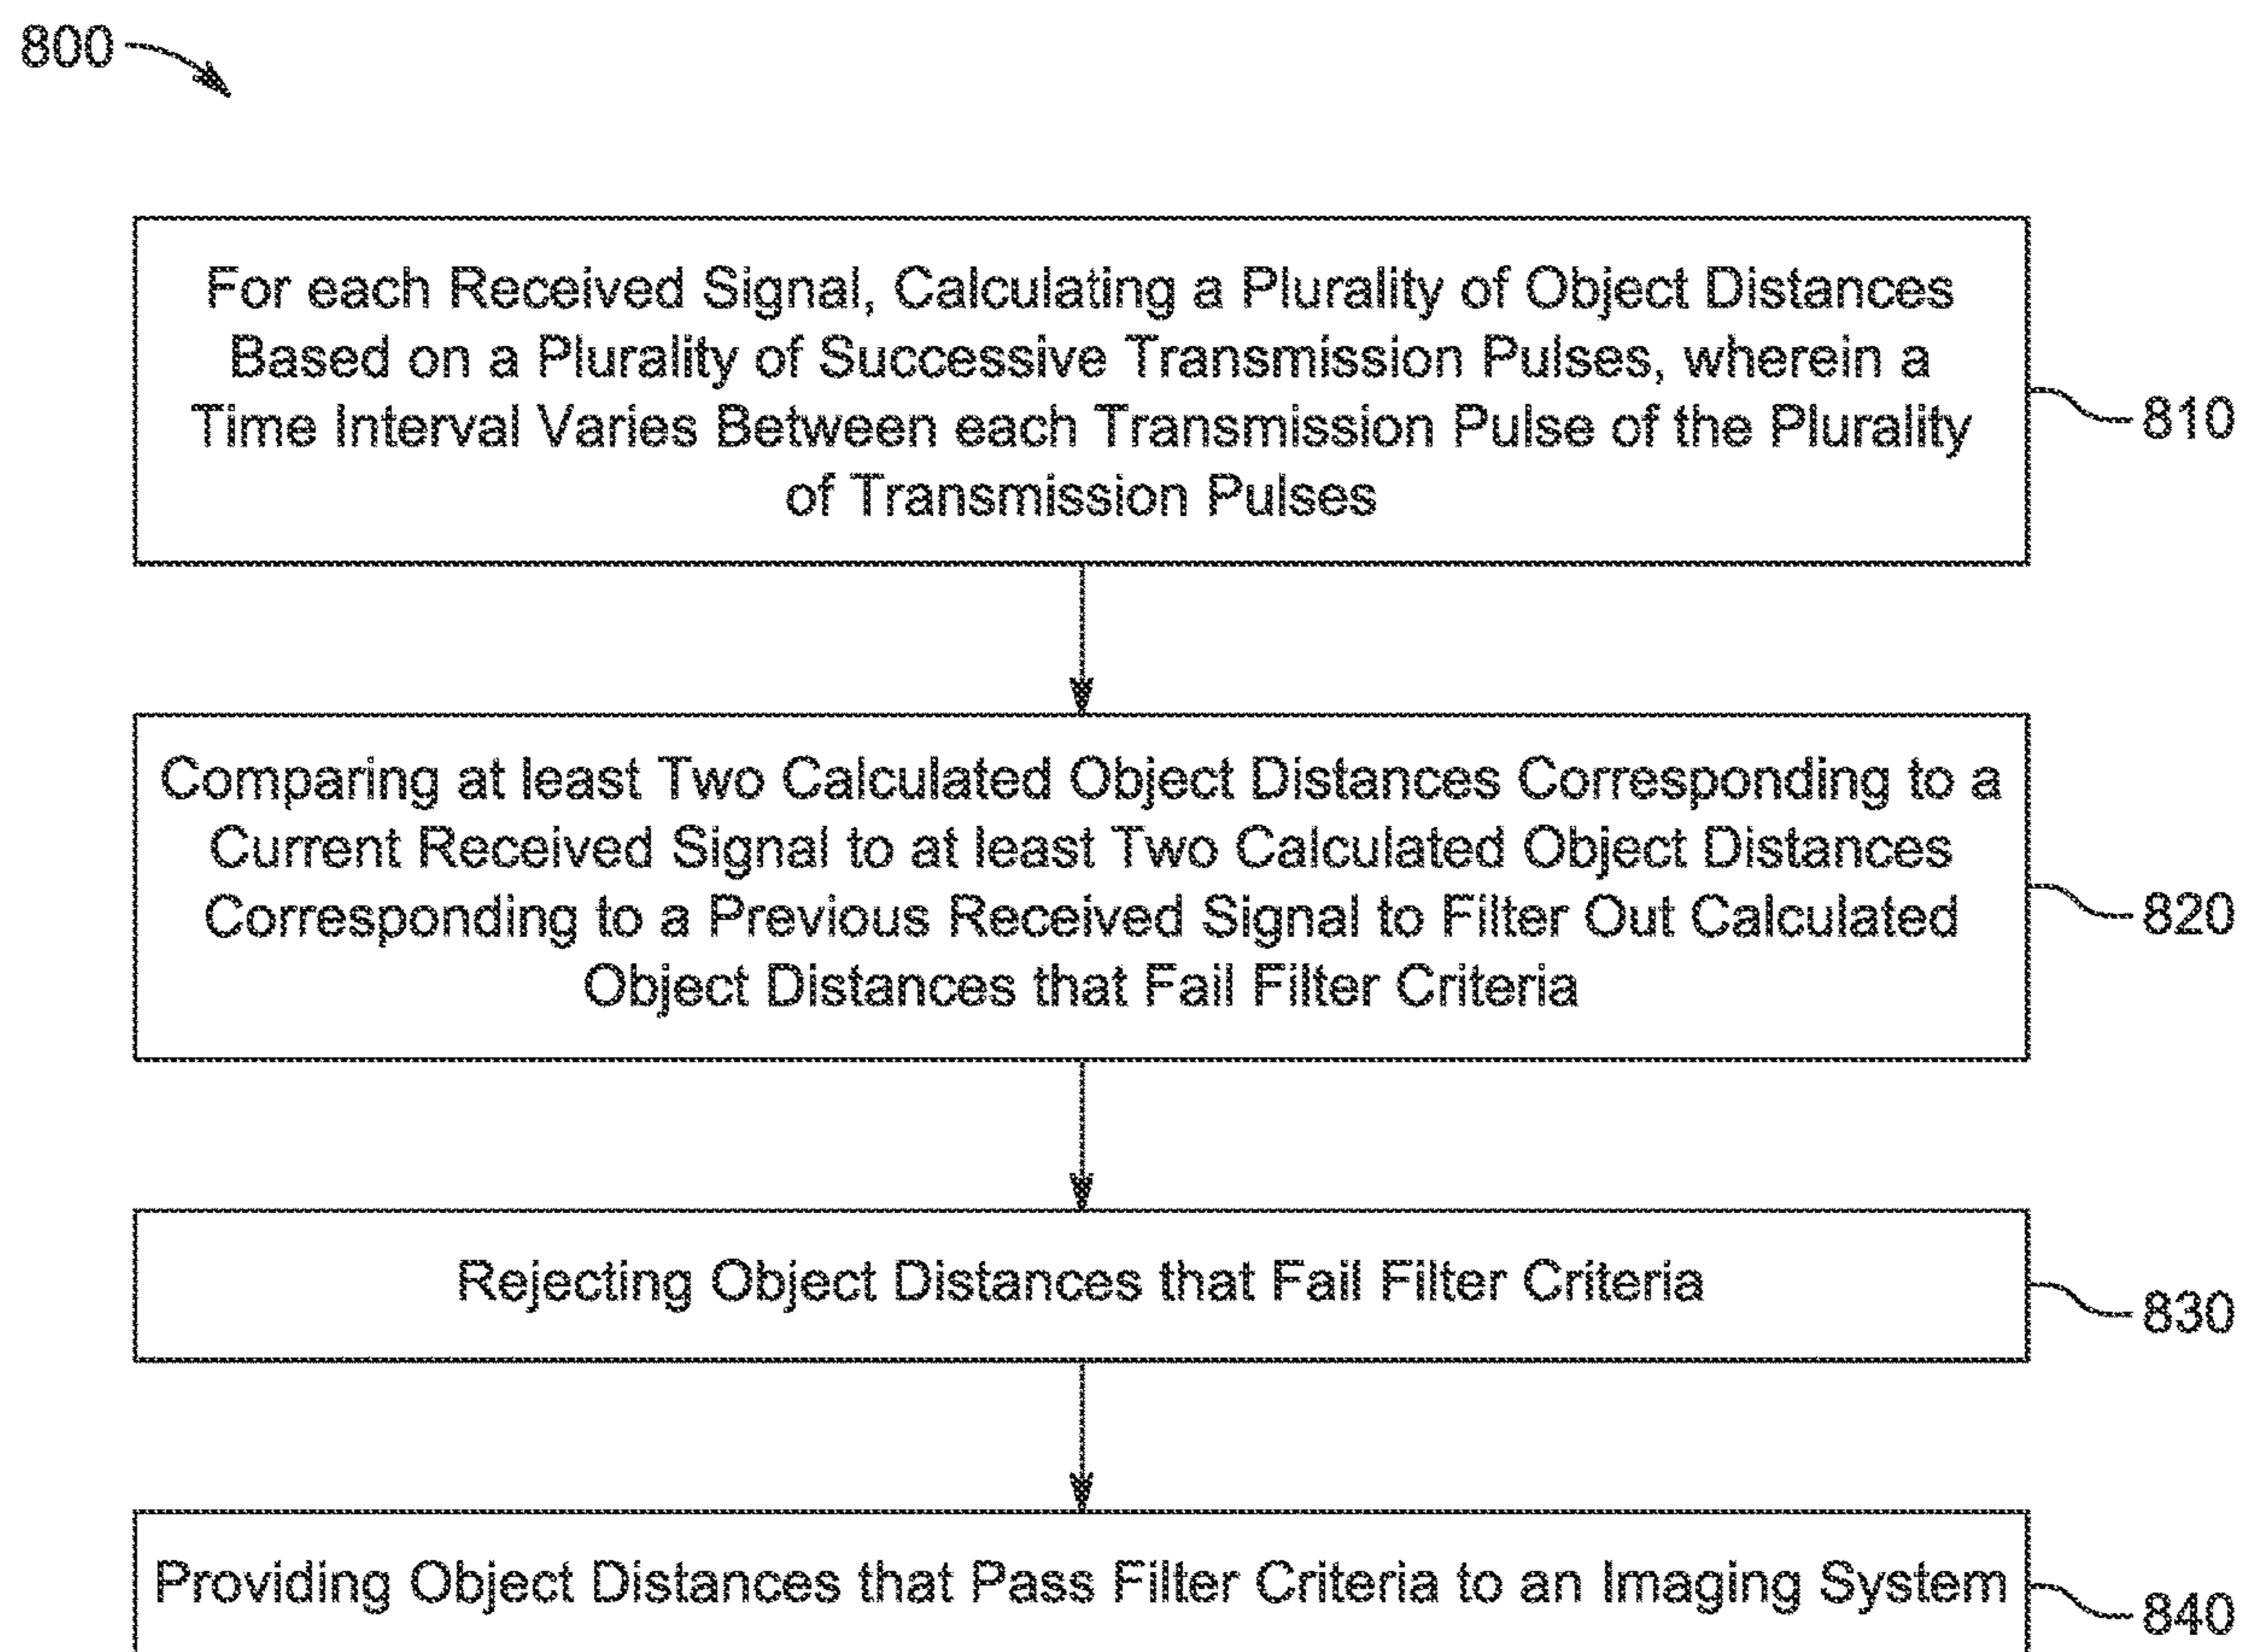 800
For each Received Signal, Calculating a Plurality of Object Distances
Based on a Plurality of Successive Transmission Pulses, wherein a
Time Interval Varies Between each Transmission Pulse of the Plurality
of Transmission Pulses
810
Comparing at least Two Calculated Object Distances Corresponding to a
Current Received Signal to at least Two Calculated Object Distances
Corresponding to a Previous Received Signal to Filter Out Calculated
Object Distances that Fail Filter Criteria
820
Rejecting Object Distances that Fail Filter Criteria
830
Providing Object Distances that Pass Filter Criteria to an Imaging System
840